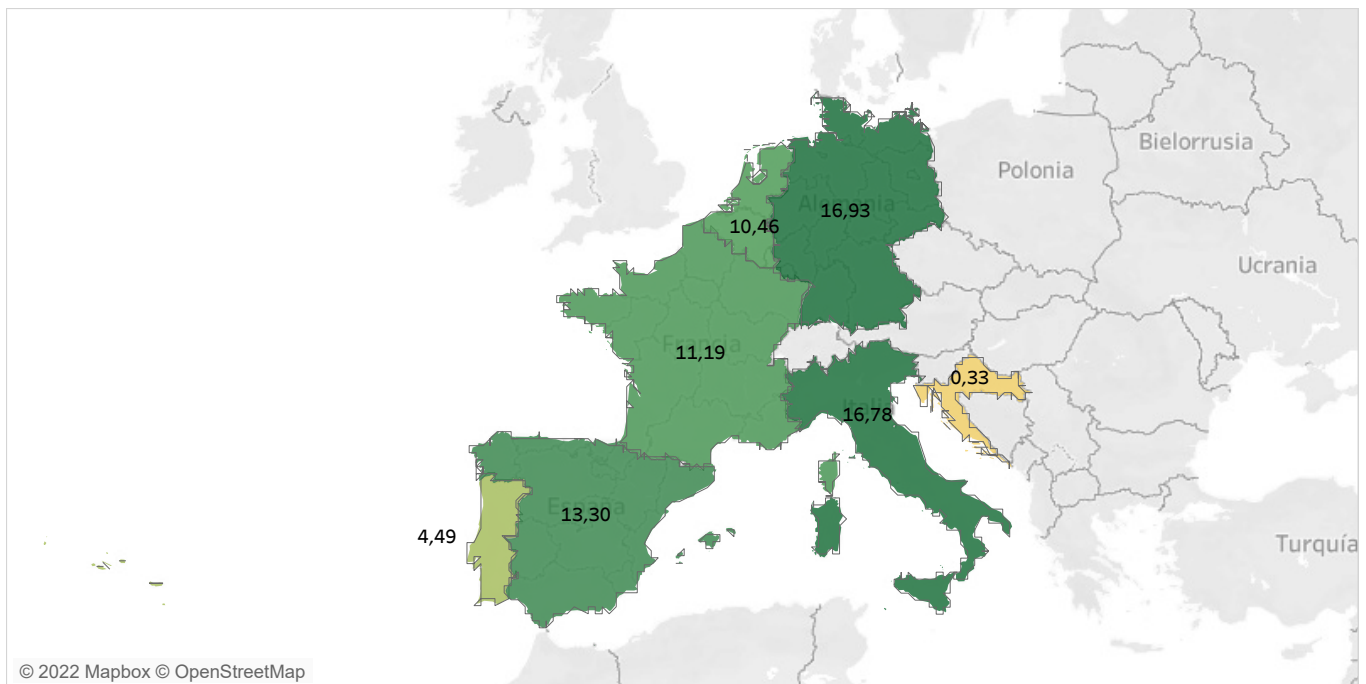 Bielorrusia
Polonia
Alemania
16,93
10,46
Ucrania
Francia
11,19
0,33
Italia
16,78
España
13,30
4,49
Turquía
© 2022 Mapbox © OpenStreetMap